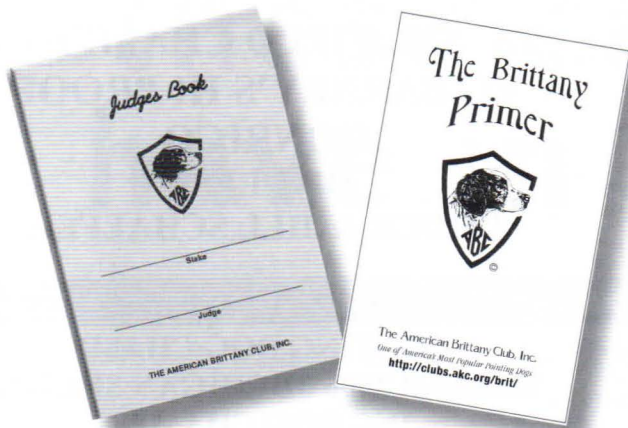 Judges Book
ABC
Stake
Judge
THE AMERICAN BRITTANY CLUB, INC.
The Brittany
Primer
ABC
©
The American Brittany Club, Inc.
One of America's Most Popular Pointing Dogs
http://clubs.akc.org/brit/